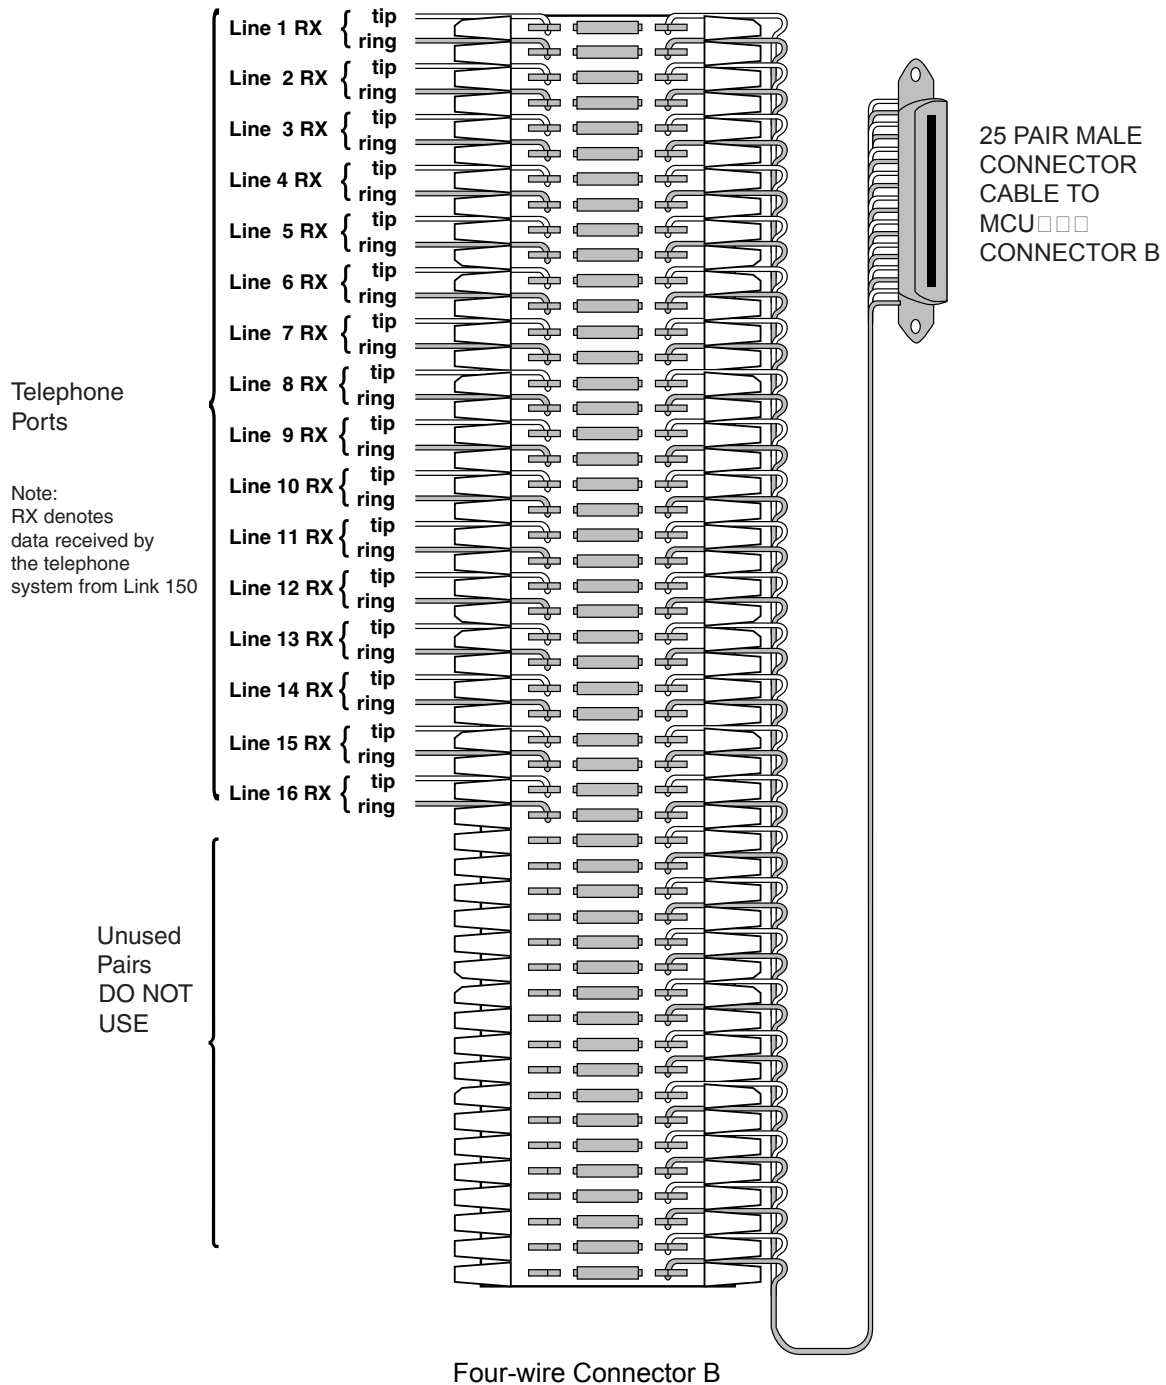 Line 1 RX { tip
ring
Line 2 RX { tip
ring
Line 3 RX { tip
ring
Line 4 RX { tip
ring
Line 5 RX { tip
ring
Line 6 RX { tip
ring
Line 7 RX { tip
ring
Line 8 RX { tip
ring
Line 9 RX { tip
ring
Line 10 RX { tip
ring
Line 11 RX { tip
ring
Line 12 RX { tip
ring
Line 13 RX { tip
ring
Line 14 RX { tip
ring
Line 15 RX { tip
ring
Line 16 RX { tip
ring
Telephone
Ports
Note:
RX denotes
data received by
the telephone
system from Link 150
Unused
Pairs
DO NOT
USE
25 PAIR MALE
CONNECTOR
CABLE TO
MCU□□□
CONNECTOR B
Four-wire Connector B